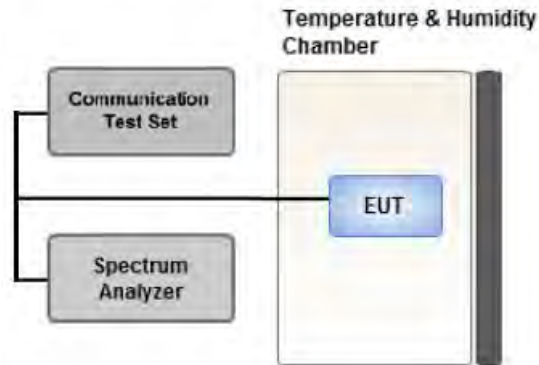 Temperature & Humidity
Chamber
Communication
Test Set
EUT
Spectrum
Analyzer